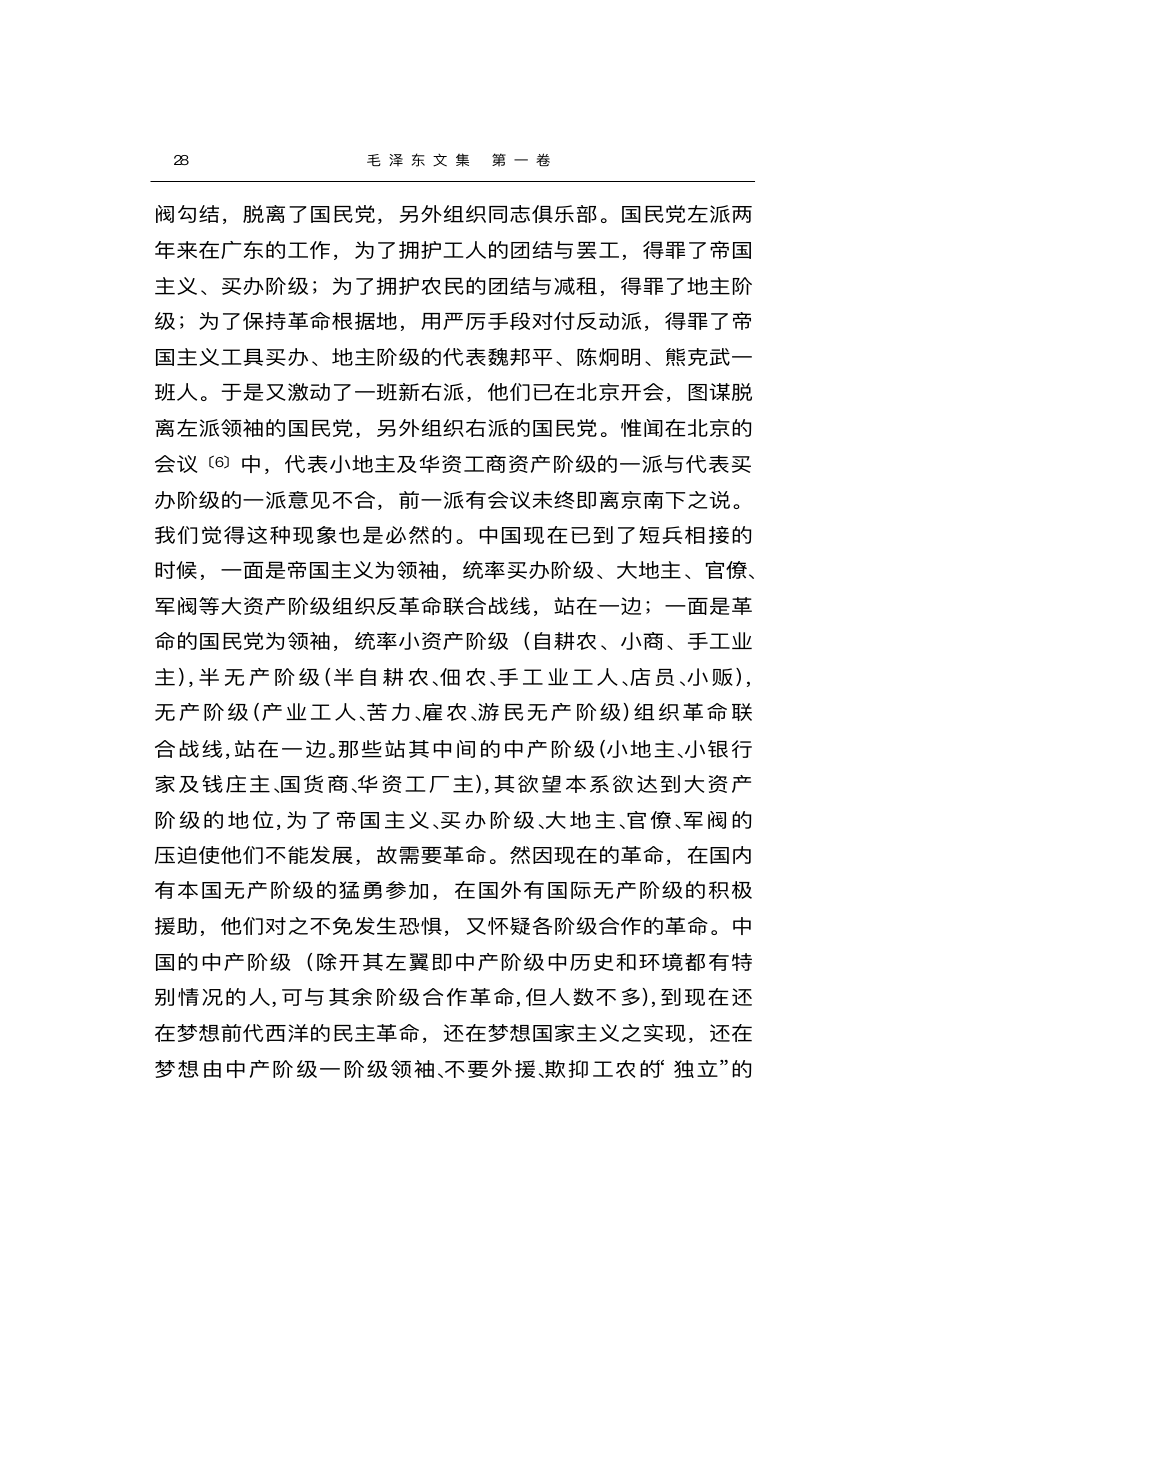 28 毛泽东文集 第一卷
阀勾结，脱离了国民党，另外组织同志俱乐部。国民党左派两
年来在广东的工作，为了拥护工人的团结与罢工，得罪了帝国
主义、买办阶级；为了拥护农民的团结与减租，得罪了地主阶
级；为了保持革命根据地，用严厉手段对付反动派，得罪了帝
国主义工具买办、地主阶级的代表魏邦平、陈炯明、熊克武一
班人。于是又激动了一班新右派，他们已在北京开会，图谋脱
离左派领袖的国民党，另外组织右派的国民党。惟闻在北京的
会议〔6〕中，代表小地主及华资工商资产阶级的一派与代表买
办阶级的一派意见不合，前一派有会议未终即离京南下之说。
我们觉得这种现象也是必然的。中国现在已到了短兵相接的
时候，一面是帝国主义为领袖，统率买办阶级、大地主、官僚、
军阀等大资产阶级组织反革命联合战线，站在一边；一面是革
命的国民党为领袖，统率小资产阶级（自耕农、小商、手工业
主），半无产阶级（半自耕农、佃农、手工业工人、店员、小贩），
无产阶级（产业工人、苦力、雇农、游民无产阶级）组织革命联
合战线，站在一边。那些站其中间的中产阶级（小地主、小银行
家及钱庄主、国货商、华资工厂主），其欲望本系欲达到大资产
阶级的地位，为了帝国主义、买办阶级、大地主、官僚、军阀的
压迫使他们不能发展，故需要革命。然因现在的革命，在国内
有本国无产阶级的猛勇参加，在国外有国际无产阶级的积极
援助，他们对之不免发生恐惧，又怀疑各阶级合作的革命。中
国的中产阶级（除开其左翼即中产阶级中历史和环境都有特
别情况的人，可与其余阶级合作革命，但人数不多），到现在还
在梦想前代西洋的民主革命，还在梦想国家主义之实现，还在
梦想由中产阶级一阶级领袖、不要外援、欺抑工农的“独立”的